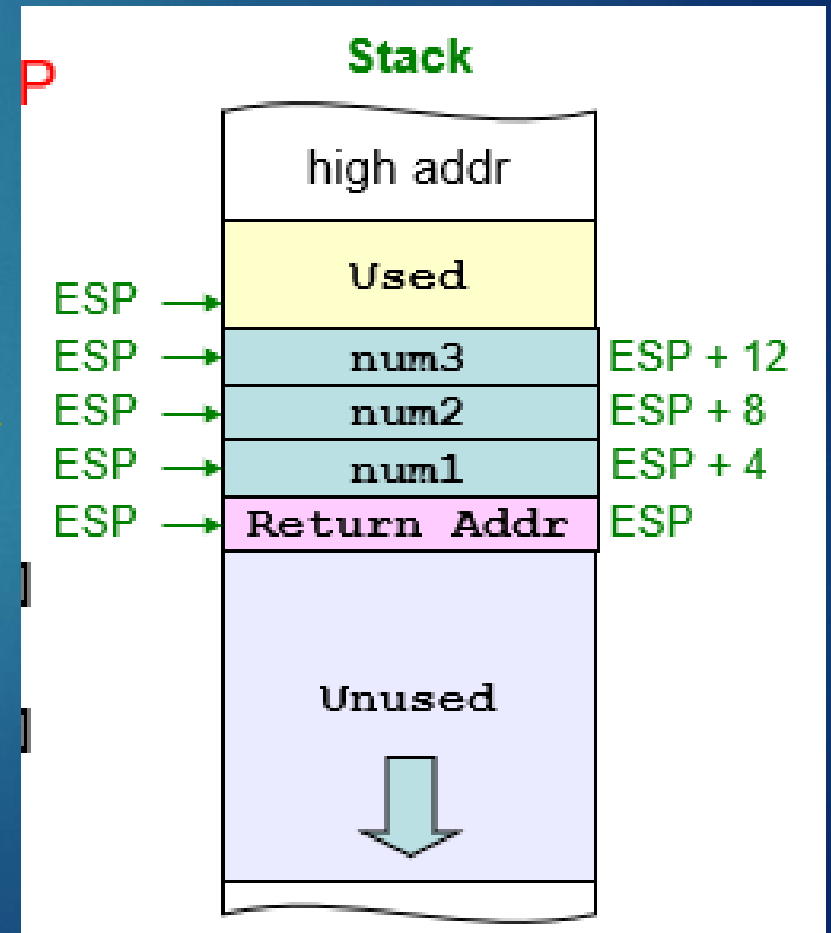 Stack
P
high addr
Used
ESP
ESP num3 ESP + 12
ESP num2 ESP + 8
ESP num1 ESP + 4
ESP Return Addr ESP
]
Unused
]